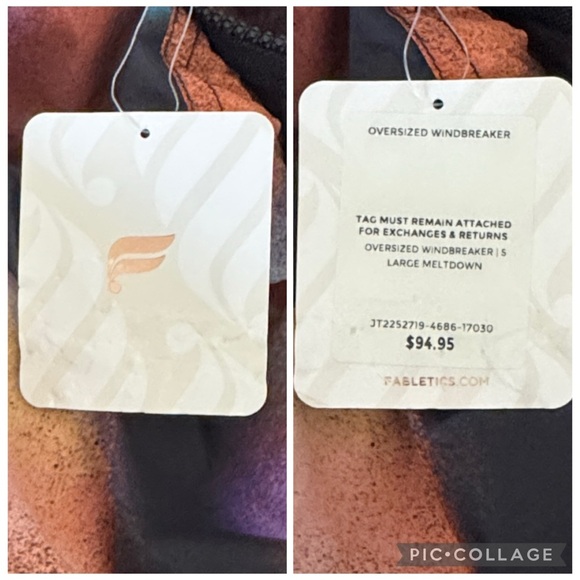 OVERSIZED WINDBREAKER
TAG MUST REMAIN ATTACHED
FOR EXCHANGES & RETURNS
OVERSIZED WINDBREAKER | S
LARGE MELTDOWN
JT2252719-4686-17030
$94.95
FABLETICS.COM
PIC•COLLAGE